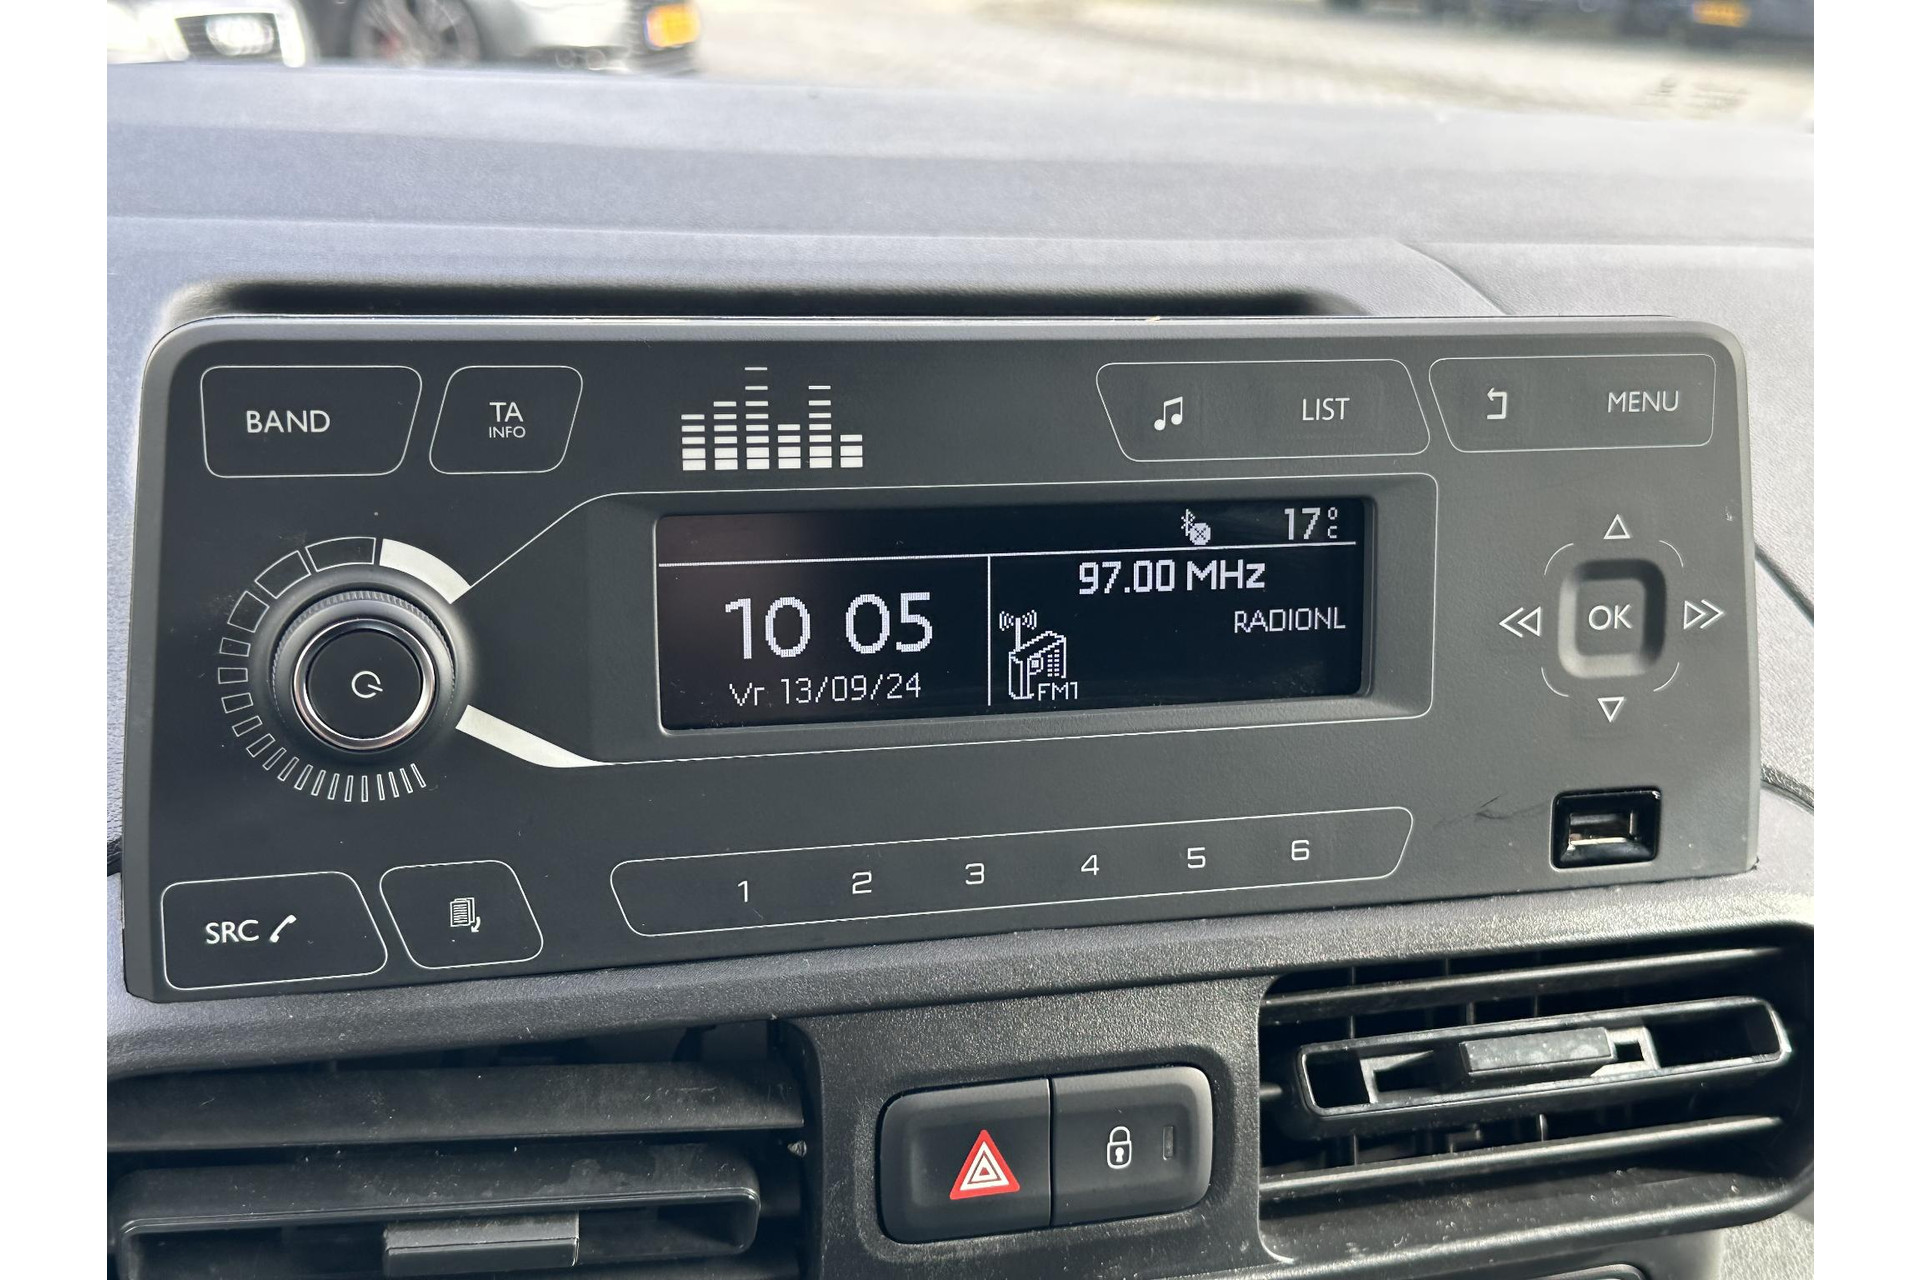 BAND
TA
INFO
LIST
MENU
17°C
97.00 MHz
10 05
RADIONL
Vr 13/09/24
FM1
OK
1 2 3 4 5 6
SRC